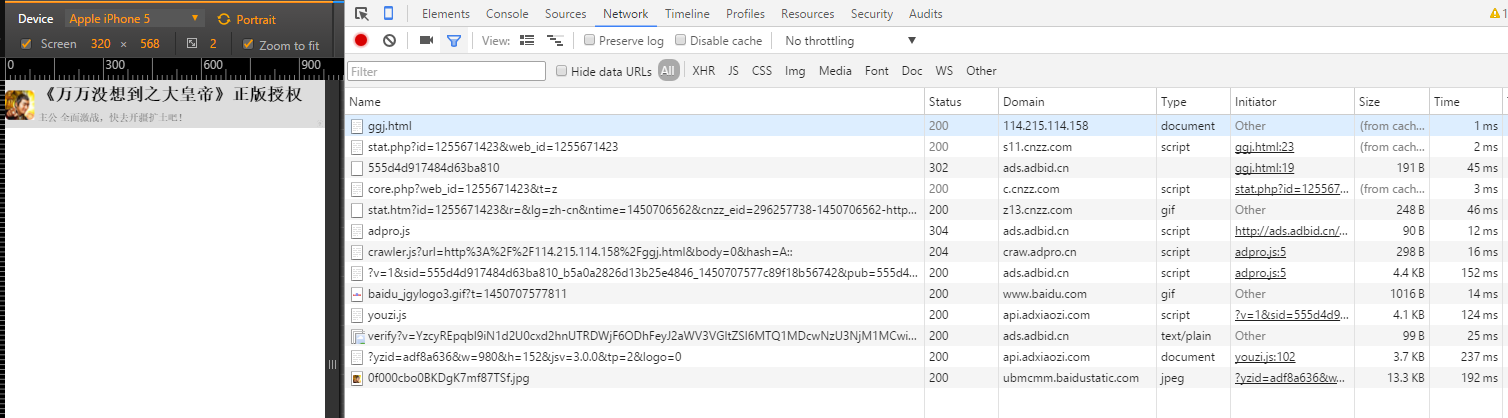 Device Apple iPhone 5 Portrait
Screen 320 × 568 2 Zoom to fit
0 300 600 900
《万万没想到之大皇帝》正版授权
主公 全面激战，快去开疆扩土吧！
Elements Console Sources Network Timeline Profiles Resources Security Audits 1
View: Preserve log Disable cache No throttling
Filter Hide data URLs All XHR JS CSS Img Media Font Doc WS Other
Name Status Domain Type Initiator Size Time
ggj.html 200 114.215.114.158 document Other (from cach... 1 ms
stat.php?id=1255671423&web_id=1255671423 200 s11.cnzz.com script ggj.html:23 (from cach... 2 ms
555d4d917484d63ba810 302 ads.adbid.cn ggj.html:19 191 B 45 ms
core.php?web_id=1255671423&t=z 200 c.cnzz.com script stat.php?id=125567... (from cach... 3 ms
stat.htm?id=1255671423&r=&lg=zh-cn&ntime=1450706562&cnzz_eid=296257738-1450706562-http... 200 z13.cnzz.com gif Other 248 B 46 ms
adpro.js 304 ads.adbid.cn script http://ads.adbid.cn/... 90 B 12 ms
crawler.js?url=http%3A%2F%2F114.215.114.158%2Fggj.html&body=0&hash=A:: 204 craw.adpro.cn script adpro.js:5 298 B 16 ms
?v=1&sid=555d4d917484d63ba810_b5a0a2826d13b25e4846_1450707577c89f18b56742&pub=555d4... 200 ads.adbid.cn script adpro.js:5 4.4 KB 152 ms
baidu_jgylogo3.gif?t=1450707577811 200 www.baidu.com gif Other 1016 B 14 ms
youzi.js 200 api.adxiaozi.com script ?v=1&sid=555d4d9... 4.1 KB 124 ms
verify?v=YzcyREpqbI9iN1d2U0cxd2hnUTRDWjF6ODhFeyJ2aWV3VGltZSI6MTQ1MDcwNzU3NjM1MCwi... 200 ads.adbid.cn text/plain Other 99 B 25 ms
?yzid=adf8a636&w=980&h=152&jsv=3.0.0&tp=2&logo=0 200 api.adxiaozi.com document youzi.js:102 3.7 KB 237 ms
0f000cbo0BKDgK7mf87TSf.jpg 200 ubmcmm.baidustatic.com jpeg ?yzid=adf8a636&w... 13.3 KB 192 ms